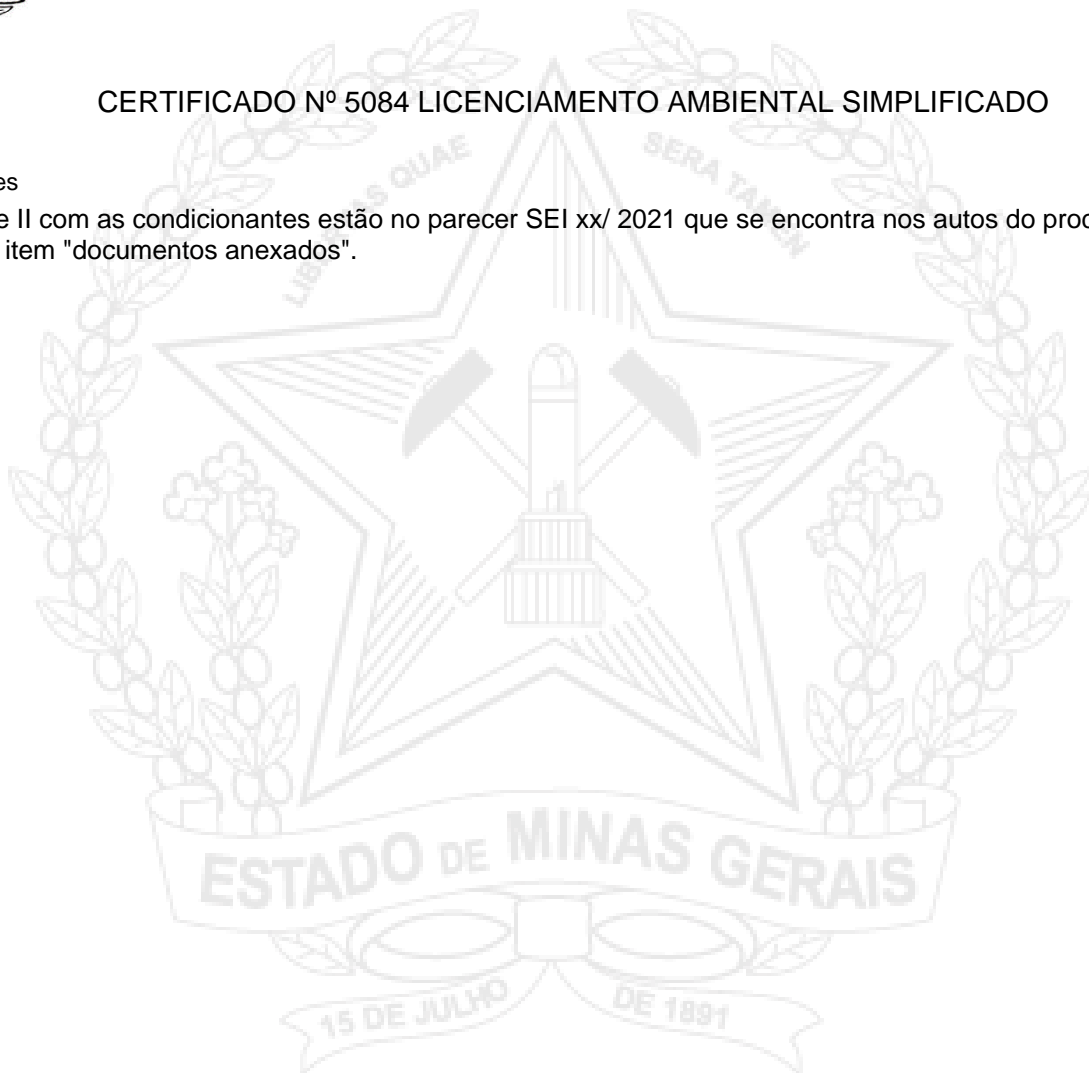 CERTIFICADO Nº 5084 LICENCIAMENTO AMBIENTAL SIMPLIFICADO
es
e II com as condicionantes estão no parecer SEI xx/ 2021 que se encontra nos autos do proc
item "documentos anexados".
LIBERTAS QUAE SERA TAMEN
ESTADO DE MINAS GERAIS
15 DE JULHO DE 1891